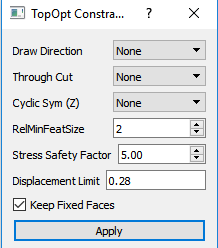 TopOpt Constra...
Draw Direction None
Through Cut None
Cyclic Sym (Z) None
RelMinFeatSize 2
Stress Safety Factor 5.00
Displacement Limit 0.28
Keep Fixed Faces
Apply